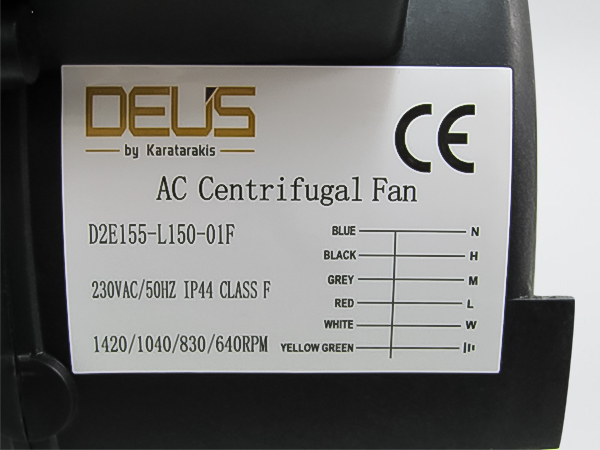 DEUS
by Karatarakis
CE
AC Centrifugal Fan
D2E155-L150-01F
230VAC/50HZ IP44 CLASS F
1420/1040/830/640RPM
BLUE N
BLACK H
GREY M
RED L
WHITE W
YELLOW GREEN